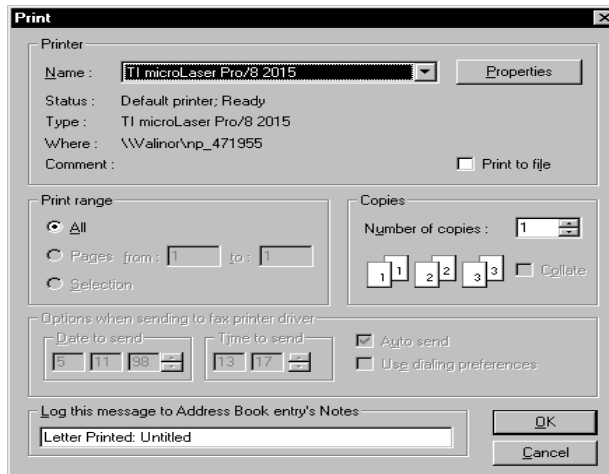 Print
Printer
Name : TI microLaser Pro/8 2015 Properties
Status : Default printer; Ready
Type : TI microLaser Pro/8 2015
Where : \\Valinor\np_471955
Comment : Print to file
Print range
All
Pages from : 1 to : 1
Selection
Copies
Number of copies : 1
1 1 2 2 3 3 Collate
Options when sending to fax printer driver
Date to send
5 11 98
Time to send
13 17
Auto send
Use dialing preferences
Log this message to Address Book entry's Notes
Letter Printed: Untitled
OK
Cancel